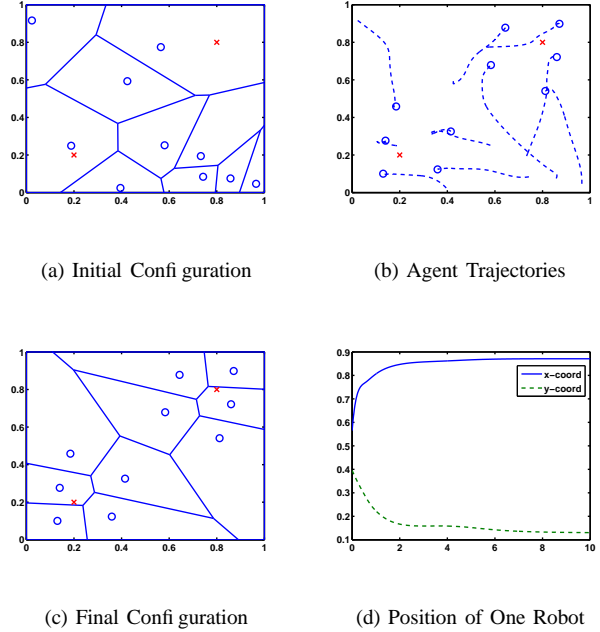 1
0.8
0.6
0.4
0.2
0
0 0.2 0.4 0.6 0.8 1
1
0.8
0.6
0.4
0.2
0
0 0.2 0.4 0.6 0.8 1
(a) Initial Configuration
(b) Agent Trajectories
1
0.8
0.6
0.4
0.2
0
0 0.2 0.4 0.6 0.8 1
0.9
0.8
0.7
0.6
0.5
0.4
0.3
0.2
0.1
0 2 4 6 8 10
x-coord
y-coord
(c) Final Configuration
(d) Position of One Robot